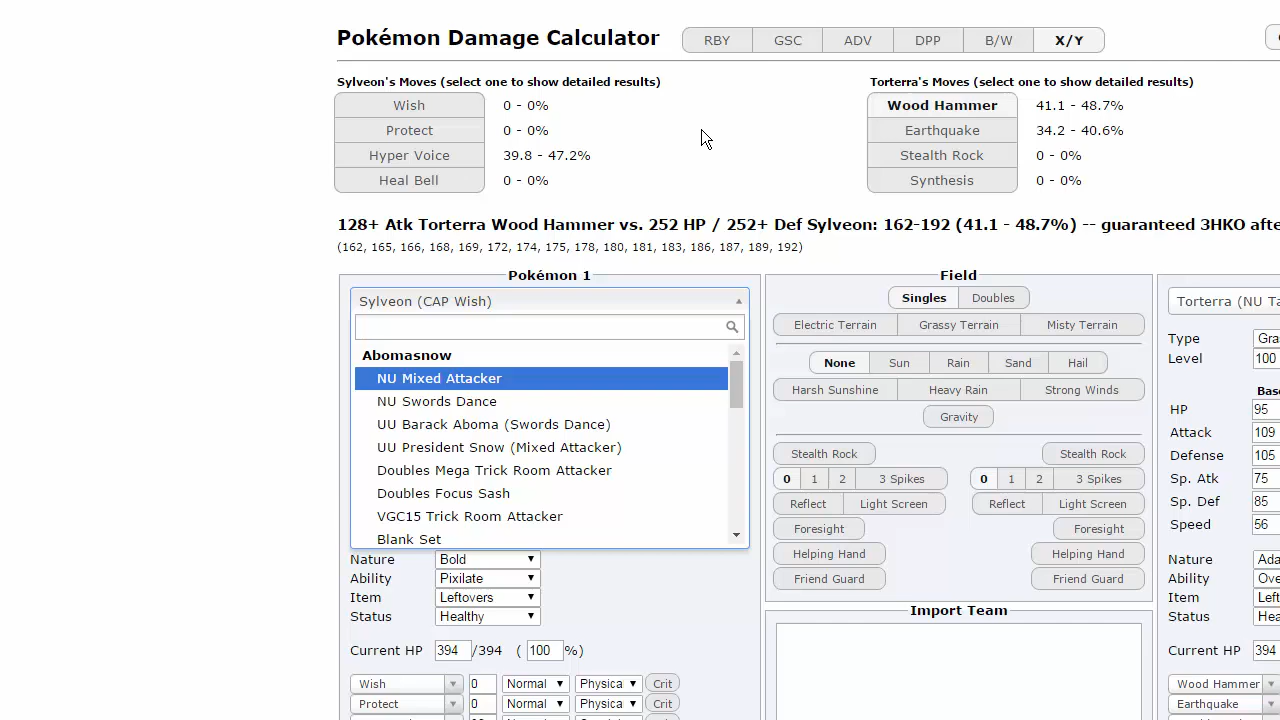 Pokémon Damage Calculator
RBY GSC ADV DPP B/W X/Y
Sylveon's Moves (select one to show detailed results)
Wish 0 - 0%
Protect 0 - 0%
Hyper Voice 39.8 - 47.2%
Heal Bell 0 - 0%
Torterra's Moves (select one to show detailed results)
Wood Hammer 41.1 - 48.7%
Earthquake 34.2 - 40.6%
Stealth Rock 0 - 0%
Synthesis 0 - 0%
128+ Atk Torterra Wood Hammer vs. 252 HP / 252+ Def Sylveon: 162-192 (41.1 - 48.7%) -- guaranteed 3HKO afte
(162, 165, 166, 168, 169, 172, 174, 175, 178, 180, 181, 183, 186, 187, 189, 192)
Pokémon 1
Sylveon (CAP Wish)
Abomasnow
NU Mixed Attacker
NU Swords Dance
UU Barack Aboma (Swords Dance)
UU President Snow (Mixed Attacker)
Doubles Mega Trick Room Attacker
Doubles Focus Sash
VGC15 Trick Room Attacker
Blank Set
Nature Bold
Ability Pixilate
Item Leftovers
Status Healthy
Current HP 394 /394 ( 100 %)
Wish 0 Normal Physica Crit
Protect 0 Normal Physica Crit
Field
Singles Doubles
Electric Terrain Grassy Terrain Misty Terrain
None Sun Rain Sand Hail
Harsh Sunshine Heavy Rain Strong Winds
Gravity
Stealth Rock Stealth Rock
0 1 2 3 Spikes 0 1 2 3 Spikes
Reflect Light Screen Reflect Light Screen
Foresight Foresight
Helping Hand Helping Hand
Friend Guard Friend Guard
Import Team
Torterra (NU Ta
Type Gra
Level 100
Base
HP 95
Attack 109
Defense 105
Sp. Atk 75
Sp. Def 85
Speed 56
Nature Ada
Ability Ove
Item Left
Status Hea
Current HP 394
Wood Hammer
Earthquake